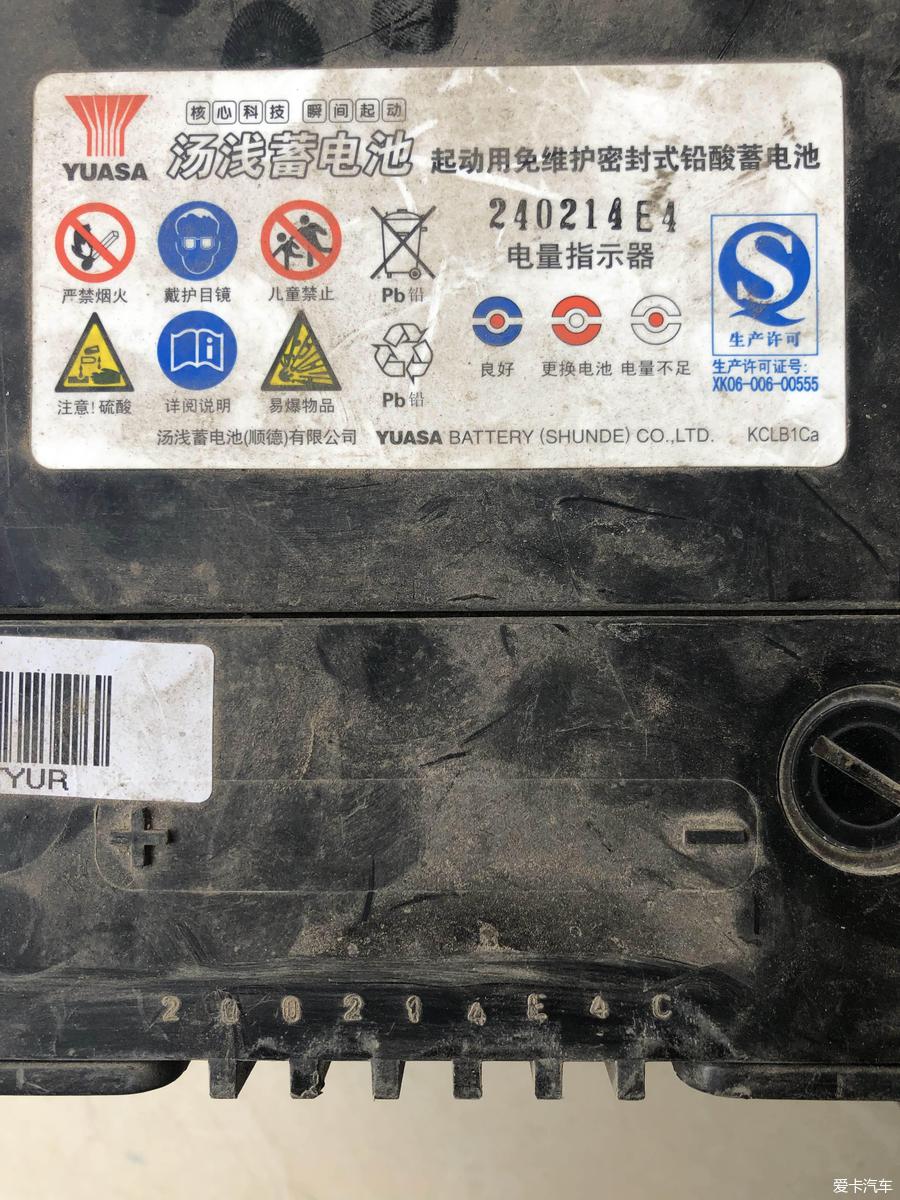 核心科技 瞬间起动
YUASA
汤浅蓄电池 起动用免维护密封式铅酸蓄电池
240214E4
电量指示器
严禁烟火 戴护目镜 儿童禁止 Pb铅
生产许可
良好 更换电池 电量不足
生产许可证号:
XK06-006-00555
注意!硫酸 详阅说明 易爆物品 Pb铅
汤浅蓄电池(顺德)有限公司 YUASA BATTERY (SHUNDE) CO.,LTD. KCLB1Ca
YUR
+ −
爱卡汽车